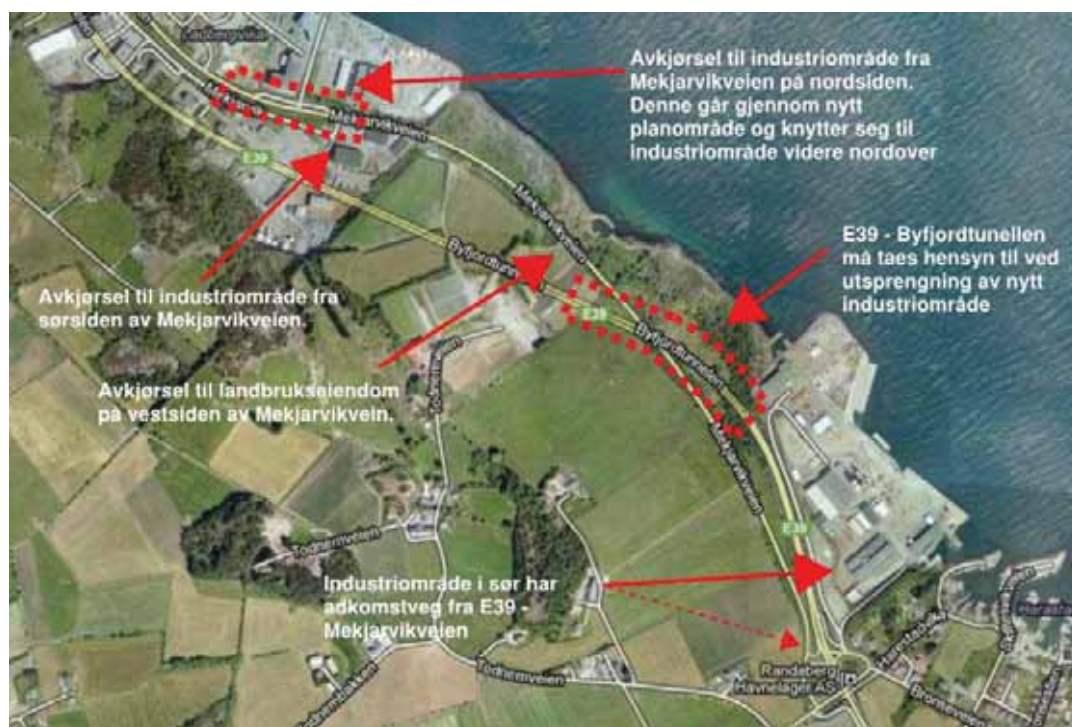 Avkjørsel til industriområde fra
Mekjarvikveien på nordsiden.
Denne går gjennom nytt
planområde og knytter seg til
industriområde videre nordover
E39
Mekjarvikveien
E39 - Byfjordtunellen
må taes hensyn til ved
utsprengning av nytt
industriområde
Mekjarvikveien
Avkjørsel til industriområde fra
sørsiden av Mekjarvikveien.
E39
Byfjordtunnelen
Avkjørsel til landbrukseiendom
på vestsiden av Mekjarvikvein.
Todnemveien
Mekjarvikveien
E39
Todnemveien
Industriområde i sør har
adkomstveg fra E39 -
Mekjarvikveien
Todnemveien
Randaberg
Havnelager AS